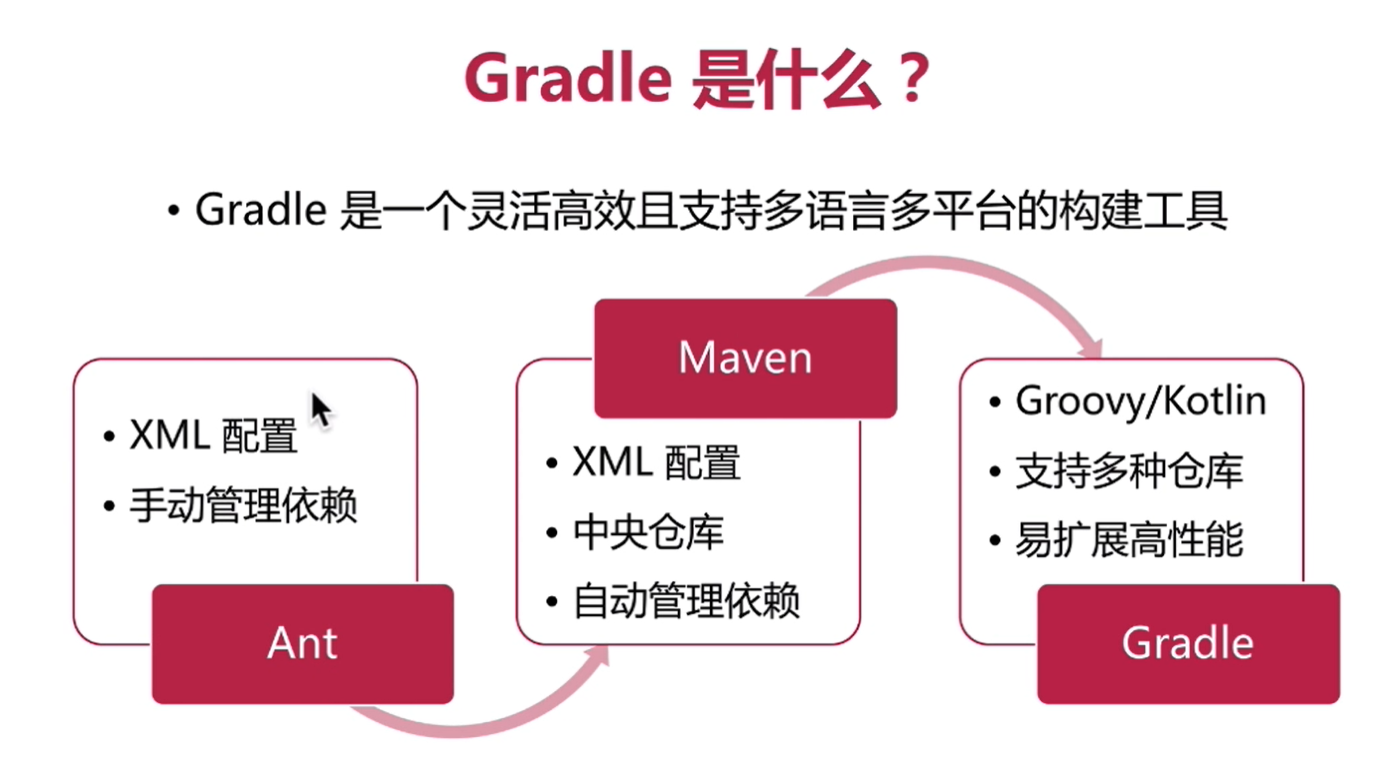 Gradle 是什么？
• Gradle 是一个灵活高效且支持多语言多平台的构建工具
• XML 配置
• 手动管理依赖
Ant
Maven
• XML 配置
• 中央仓库
• 自动管理依赖
• Groovy/Kotlin
• 支持多种仓库
• 易扩展高性能
Gradle